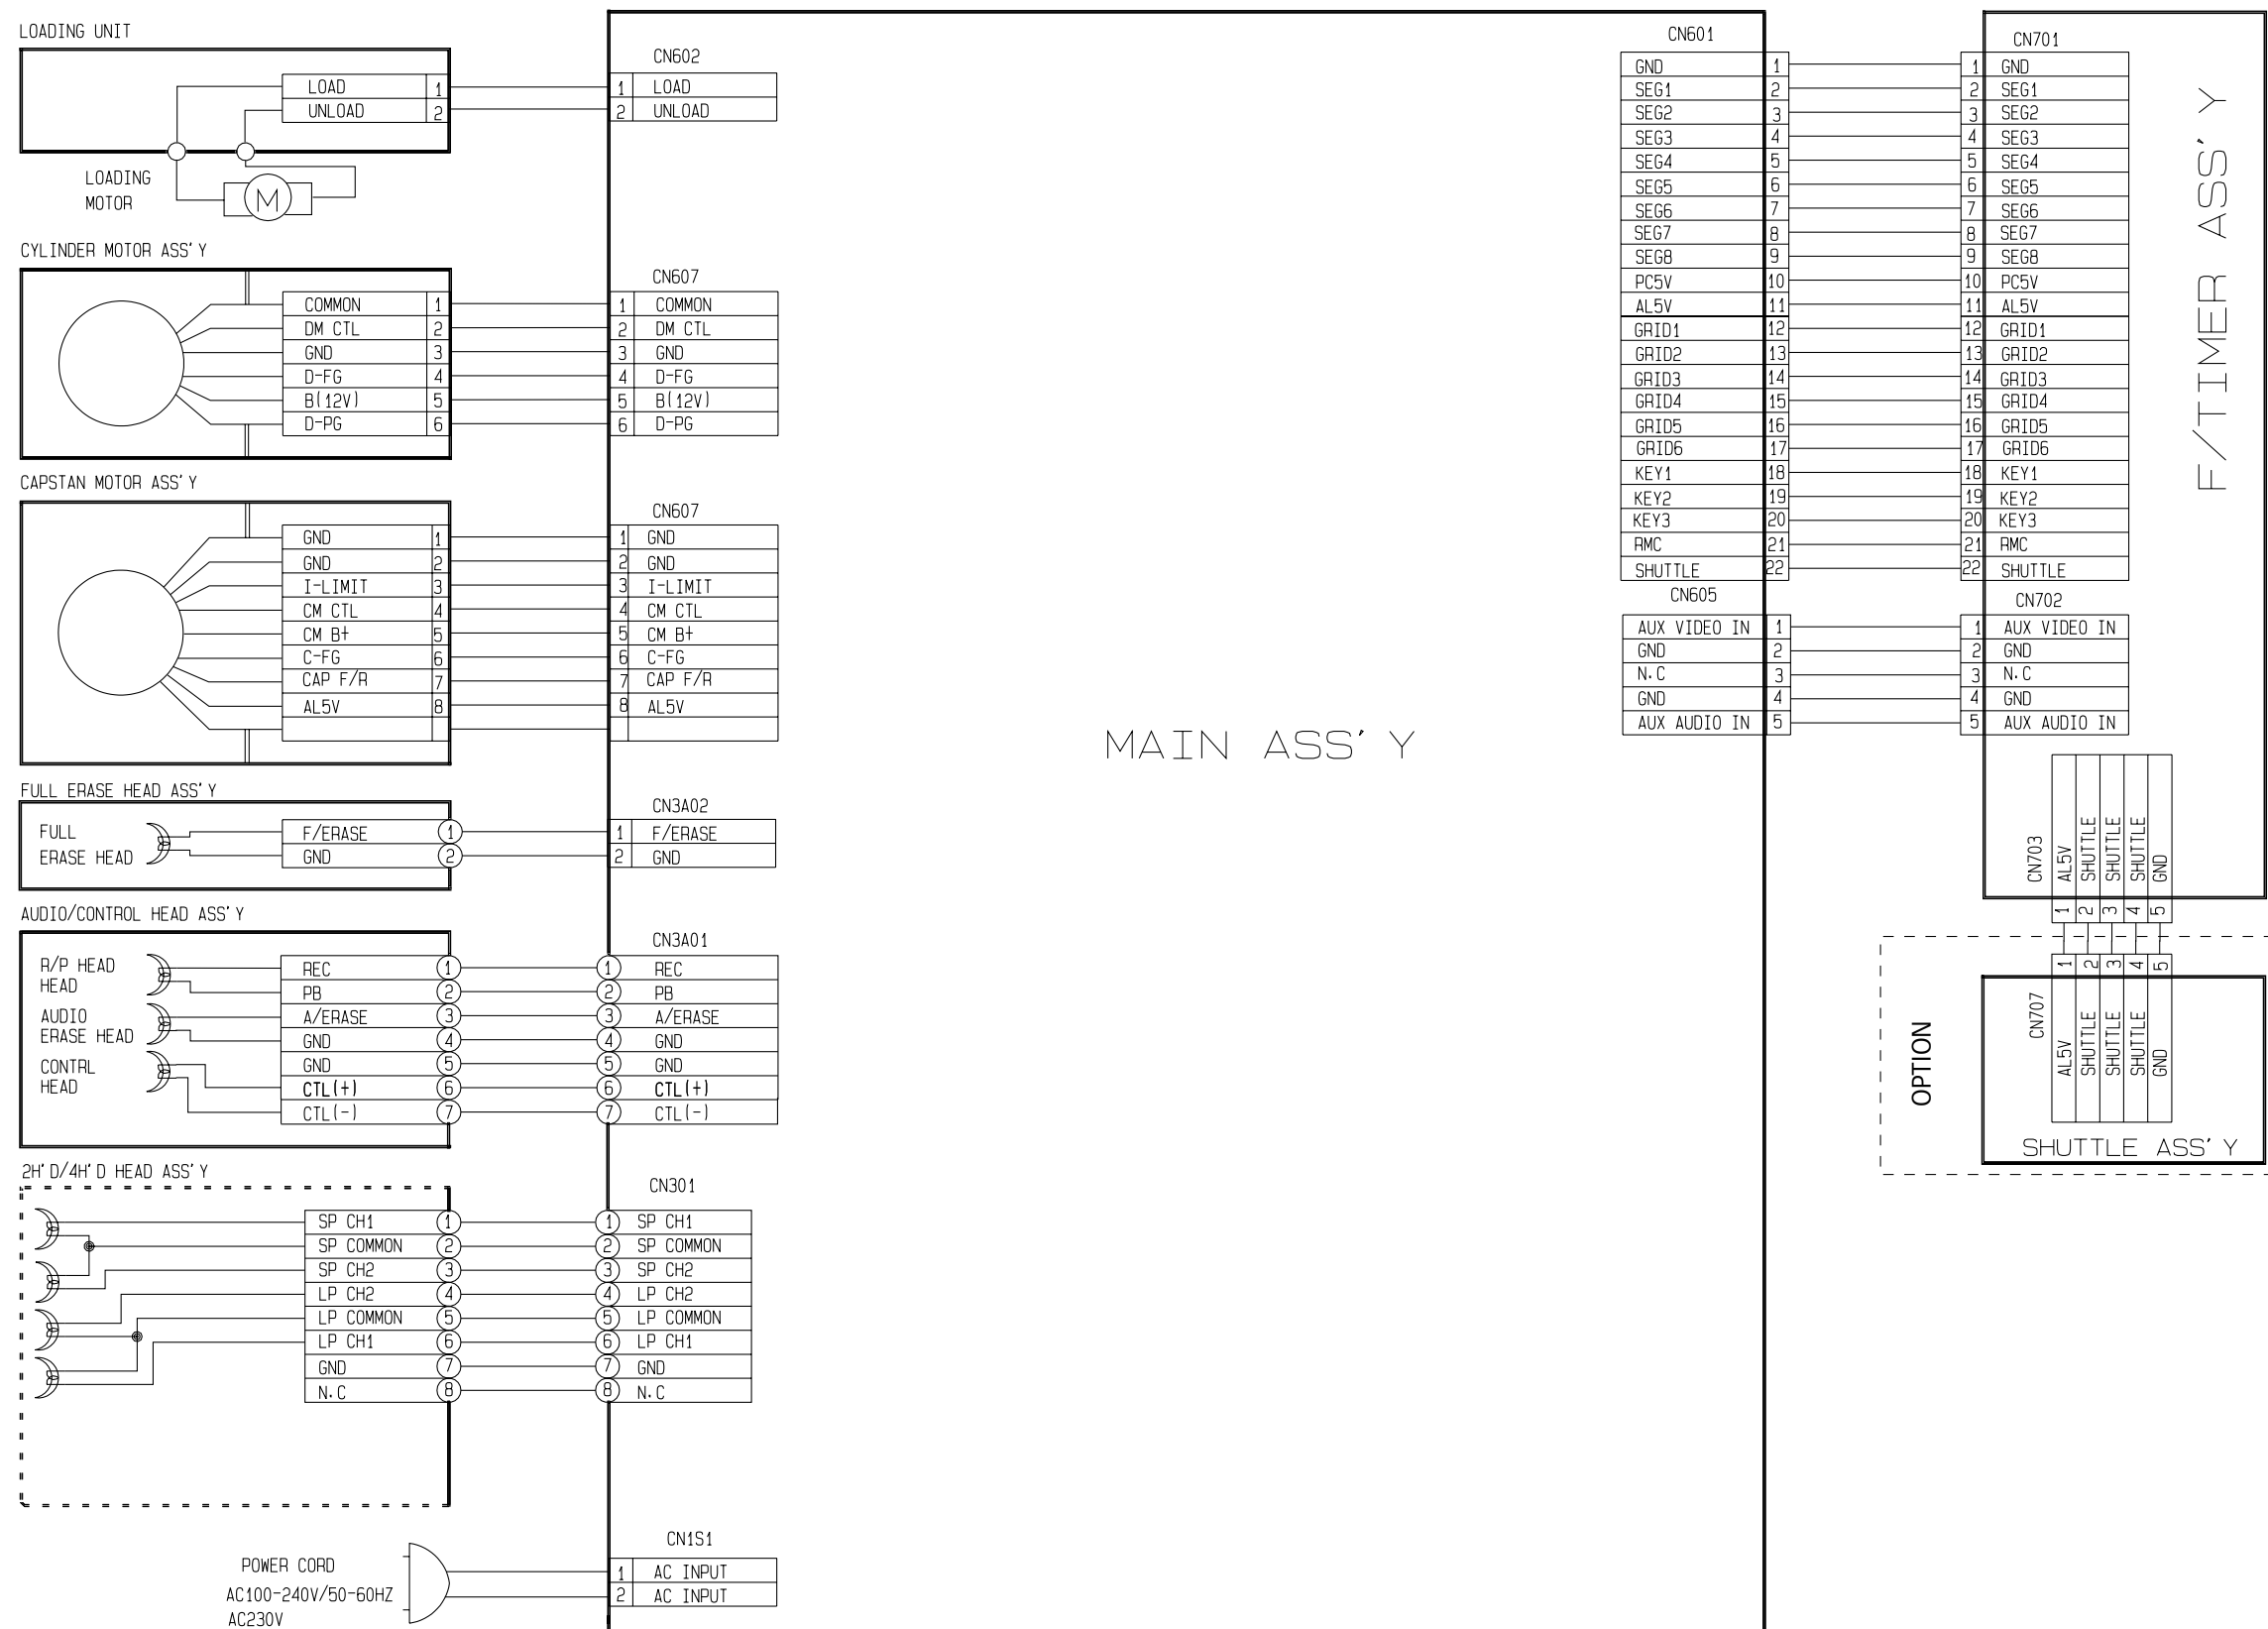 LOADING UNIT
LOAD 1
UNLOAD 2
LOADING
MOTOR
M
CN602
1 LOAD
2 UNLOAD
CYLINDER MOTOR ASS'Y
COMMON 1
DM CTL 2
GND 3
D-FG 4
B(12V) 5
D-PG 6
CN607
1 COMMON
2 DM CTL
3 GND
4 D-FG
5 B(12V)
6 D-PG
CAPSTAN MOTOR ASS'Y
GND 1
GND 2
I-LIMIT 3
CM CTL 4
CM B+ 5
C-FG 6
CAP F/R 7
AL5V 8
CN607
1 GND
2 GND
3 I-LIMIT
4 CM CTL
5 CM B+
6 C-FG
7 CAP F/R
8 AL5V
FULL ERASE HEAD ASS'Y
FULL
ERASE HEAD
F/ERASE 1
GND 2
CN3A02
1 F/ERASE
2 GND
AUDIO/CONTROL HEAD ASS'Y
R/P HEAD
HEAD
AUDIO
ERASE HEAD
CONTRL
HEAD
REC 1
PB 2
A/ERASE 3
GND 4
GND 5
CTL(+) 6
CTL(-) 7
CN3A01
1 REC
2 PB
3 A/ERASE
4 GND
5 GND
6 CTL(+)
7 CTL(-)
2H'D/4H'D HEAD ASS'Y
SP CH1 1
SP COMMON 2
SP CH2 3
LP CH2 4
LP COMMON 5
LP CH1 6
GND 7
N.C 8
CN301
1 SP CH1
2 SP COMMON
3 SP CH2
4 LP CH2
5 LP COMMON
6 LP CH1
7 GND
8 N.C
POWER CORD
AC100-240V/50-60HZ
AC230V
CN1S1
1 AC INPUT
2 AC INPUT
MAIN ASS'Y
CN601
GND 1
SEG1 2
SEG2 3
SEG3 4
SEG4 5
SEG5 6
SEG6 7
SEG7 8
SEG8 9
PC5V 10
AL5V 11
GRID1 12
GRID2 13
GRID3 14
GRID4 15
GRID5 16
GRID6 17
KEY1 18
KEY2 19
KEY3 20
RMC 21
SHUTTLE 22
CN605
AUX VIDEO IN 1
GND 2
N.C 3
GND 4
AUX AUDIO IN 5
CN701
1 GND
2 SEG1
3 SEG2
4 SEG3
5 SEG4
6 SEG5
7 SEG6
8 SEG7
9 SEG8
10 PC5V
11 AL5V
12 GRID1
13 GRID2
14 GRID3
15 GRID4
16 GRID5
17 GRID6
18 KEY1
19 KEY2
20 KEY3
21 RMC
22 SHUTTLE
CN702
1 AUX VIDEO IN
2 GND
3 N.C
4 GND
5 AUX AUDIO IN
F/TIMER ASS'Y
CN703
1 AL5V
2 SHUTTLE
3 SHUTTLE
4 SHUTTLE
5 GND
OPTION
CN707
1 AL5V
2 SHUTTLE
3 SHUTTLE
4 SHUTTLE
5 GND
SHUTTLE ASS'Y